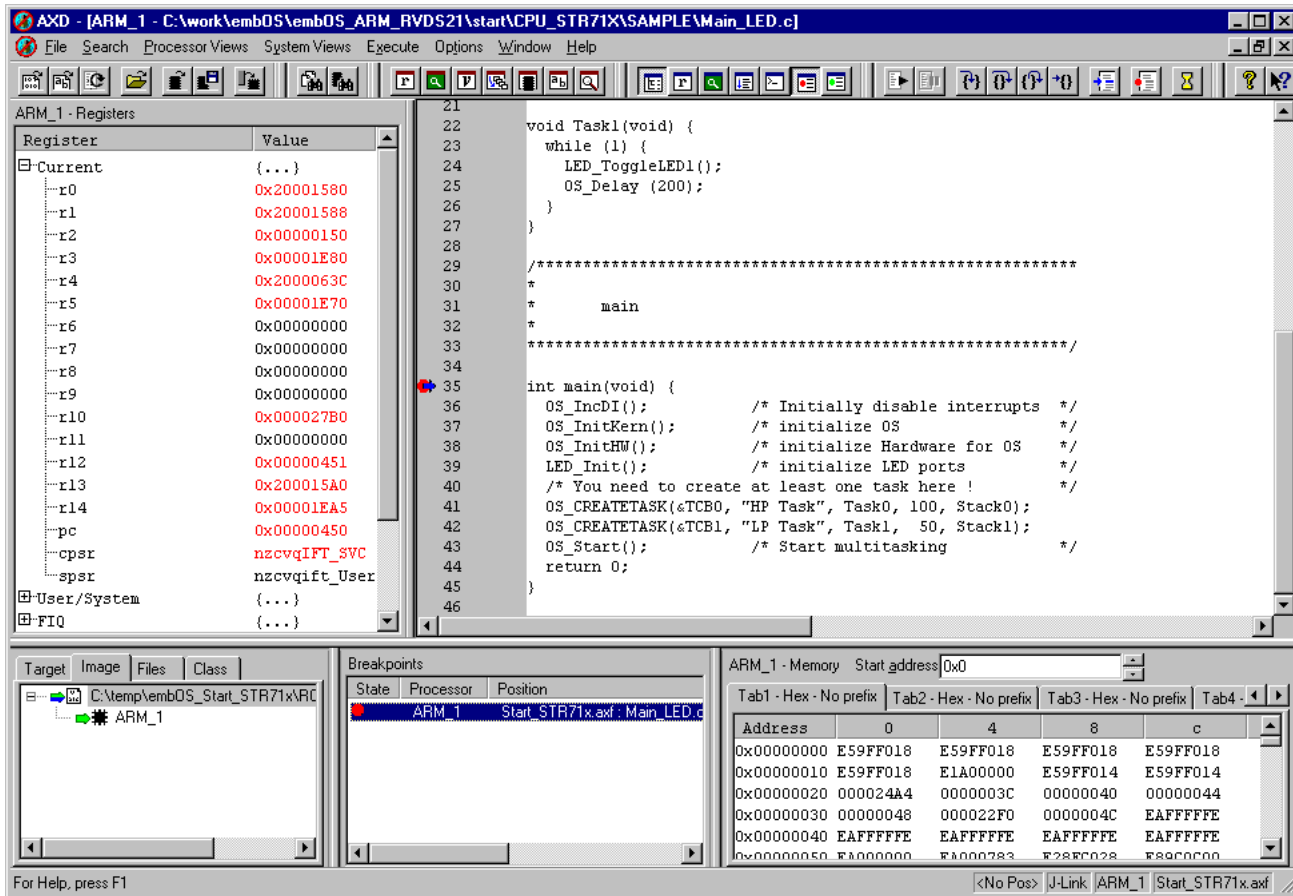 AXD - [ARM_1 - C:\work\embOS\embOS_ARM_RVDS21\start\CPU_STR71X\SAMPLE\Main_LED.c]
File Search Processor Views System Views Execute Options Window Help
ARM_1 - Registers
Register Value
Current {...}
r0 0x20001580
r1 0x20001588
r2 0x00000150
r3 0x00001E80
r4 0x2000063C
r5 0x00001E70
r6 0x00000000
r7 0x00000000
r8 0x00000000
r9 0x00000000
r10 0x000027B0
r11 0x00000000
r12 0x00000451
r13 0x200015A0
r14 0x00001EA5
pc 0x00000450
cpsr nzcvqIFT_SVC
spsr nzcvqift_User
User/System {...}
FIQ {...}
21
22 void Task1(void) {
23 while (1) {
24 LED_ToggleLED1();
25 OS_Delay (200);
26 }
27 }
28
29 /**********************************************************
30 *
31 * main
32 *
33 **********************************************************/
34
35 int main(void) {
36 OS_IncDI(); /* Initially disable interrupts */
37 OS_InitKern(); /* initialize OS */
38 OS_InitHW(); /* initialize Hardware for OS */
39 LED_Init(); /* initialize LED ports */
40 /* You need to create at least one task here ! */
41 OS_CREATETASK(&TCB0, "HP Task", Task0, 100, Stack0);
42 OS_CREATETASK(&TCB1, "LP Task", Task1, 50, Stack1);
43 OS_Start(); /* Start multitasking */
44 return 0;
45 }
46
Target Image Files Class
C:\temp\embOS_Start_STR71x\RC
ARM_1
Breakpoints
State Processor Position
ARM_1 Start_STR71x.axf : Main_LED.c
ARM_1 - Memory Start address 0x0
Tab1 - Hex - No prefix Tab2 - Hex - No prefix Tab3 - Hex - No prefix Tab4 -
Address 0 4 8 c
0x00000000 E59FF018 E59FF018 E59FF018 E59FF018
0x00000010 E59FF018 E1A00000 E59FF014 E59FF014
0x00000020 000024A4 0000003C 00000040 00000044
0x00000030 00000048 000022F0 0000004C EAFFFFFE
0x00000040 EAFFFFFE EAFFFFFE EAFFFFFE EAFFFFFE
0x00000050 EA000000 EA000783 E28FC028 E89C0C00
For Help, press F1
<No Pos> J-Link ARM_1 Start_STR71x.axf